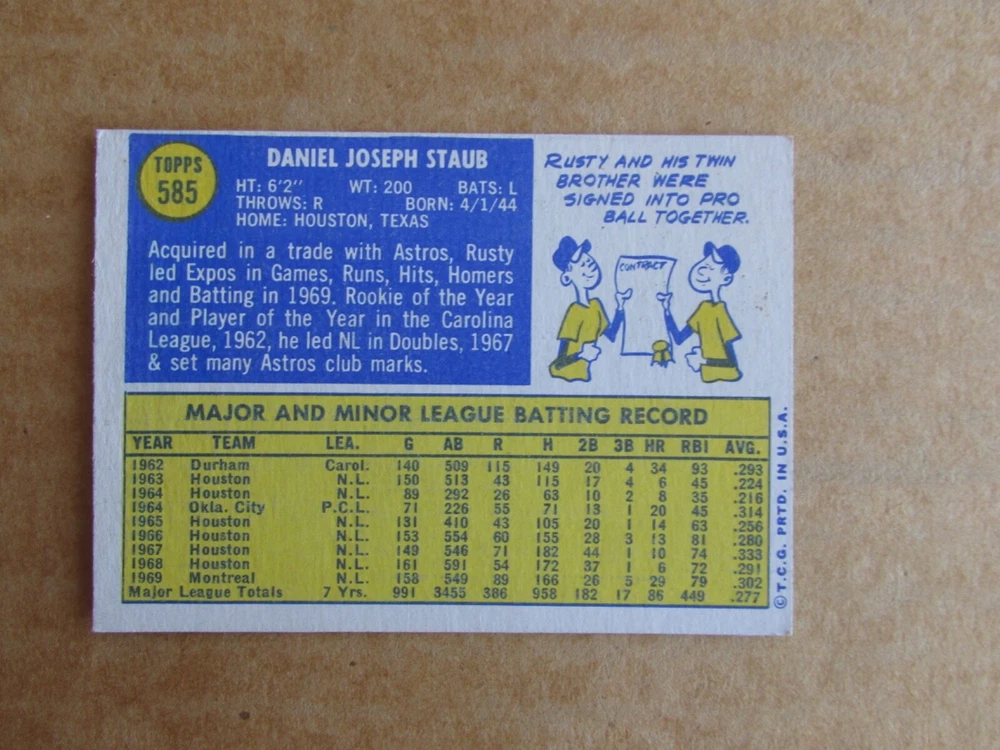 TOPPS
585
DANIEL JOSEPH STAUB
HT: 6'2" WT: 200 BATS: L
THROWS: R BORN: 4/1/44
HOME: HOUSTON, TEXAS
Acquired in a trade with Astros, Rusty
led Expos in Games, Runs, Hits, Homers
and Batting in 1969. Rookie of the Year
and Player of the Year in the Carolina
League, 1962, he led NL in Doubles, 1967
& set many Astros club marks.
RUSTY AND HIS TWIN
BROTHER WERE
SIGNED INTO PRO
BALL TOGETHER.
CONTRACT
MAJOR AND MINOR LEAGUE BATTING RECORD
YEAR TEAM LEA. G AB R H 2B 3B HR RBI AVG.
1962 Durham Carol. 140 509 115 149 20 4 34 93 .293
1963 Houston N.L. 150 513 43 115 17 4 6 45 .224
1964 Houston N.L. 89 292 26 63 10 2 8 35 .216
1964 Okla. City P.C.L. 71 226 55 71 13 1 20 45 .314
1965 Houston N.L. 131 410 43 105 20 1 14 63 .256
1966 Houston N.L. 153 554 60 155 28 3 13 81 .280
1967 Houston N.L. 149 546 71 182 44 1 10 74 .333
1968 Houston N.L. 161 591 54 172 37 1 6 72 .291
1969 Montreal N.L. 158 549 89 166 26 5 29 79 .302
Major League Totals 7 Yrs. 991 3455 386 958 182 17 86 449 .277
© T.C.G. PRTD. IN U.S.A.